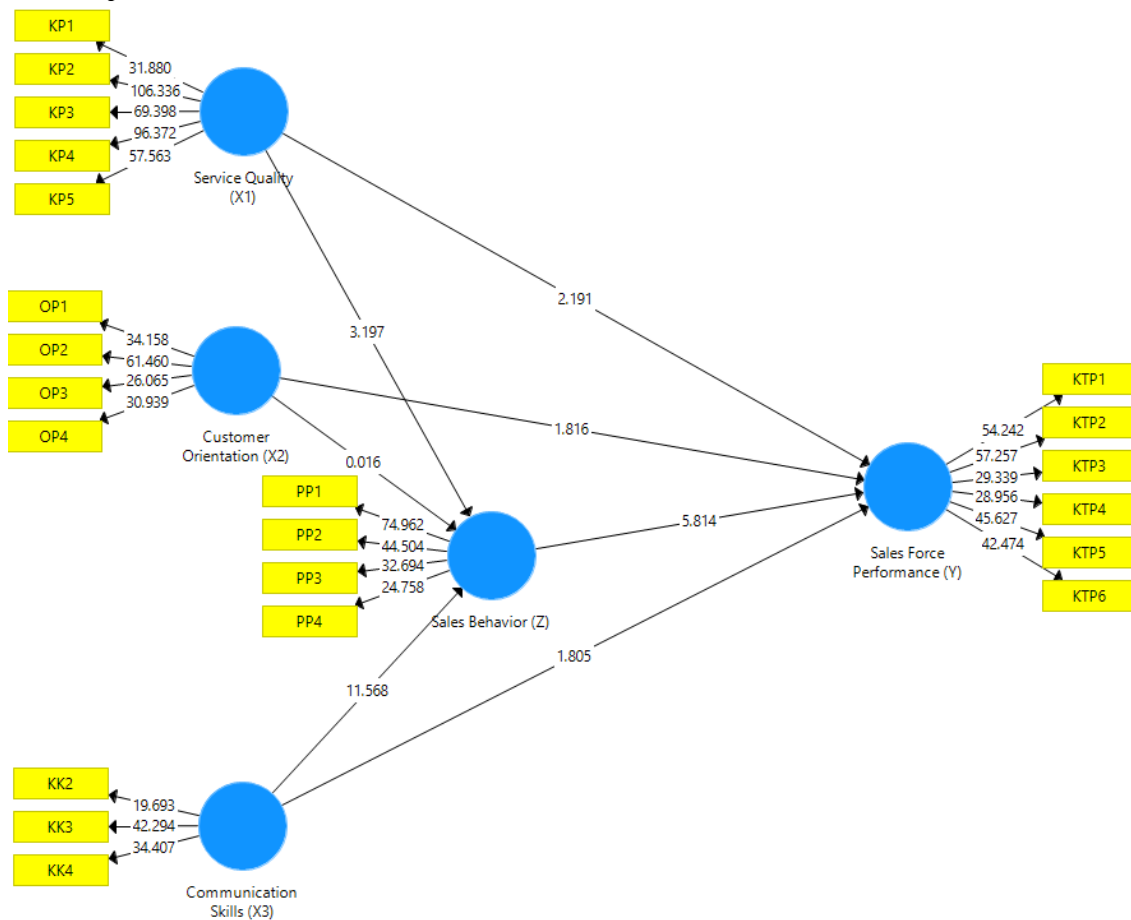 KP1
KP2
KP3
KP4
KP5
31.880
106.336
69.398
96.372
57.563
Service Quality
(X1)
2.191
3.197
OP1
OP2
OP3
OP4
34.158
61.460
26.065
30.939
Customer
Orientation (X2)
1.816
0.016
PP1
PP2
PP3
PP4
74.962
44.504
32.694
24.758
Sales Behavior (Z)
5.814
KTP1
KTP2
KTP3
KTP4
KTP5
KTP6
54.242
57.257
29.339
28.956
45.627
42.474
Sales Force
Performance (Y)
1.805
11.568
KK2
KK3
KK4
19.693
42.294
34.407
Communication
Skills (X3)